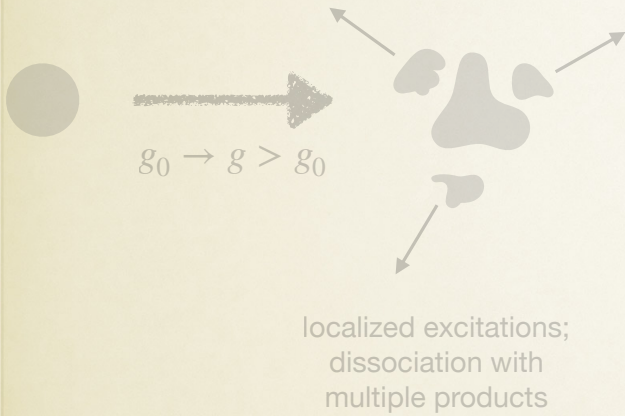 g₀ → g > g₀
localized excitations;
dissociation with
multiple products